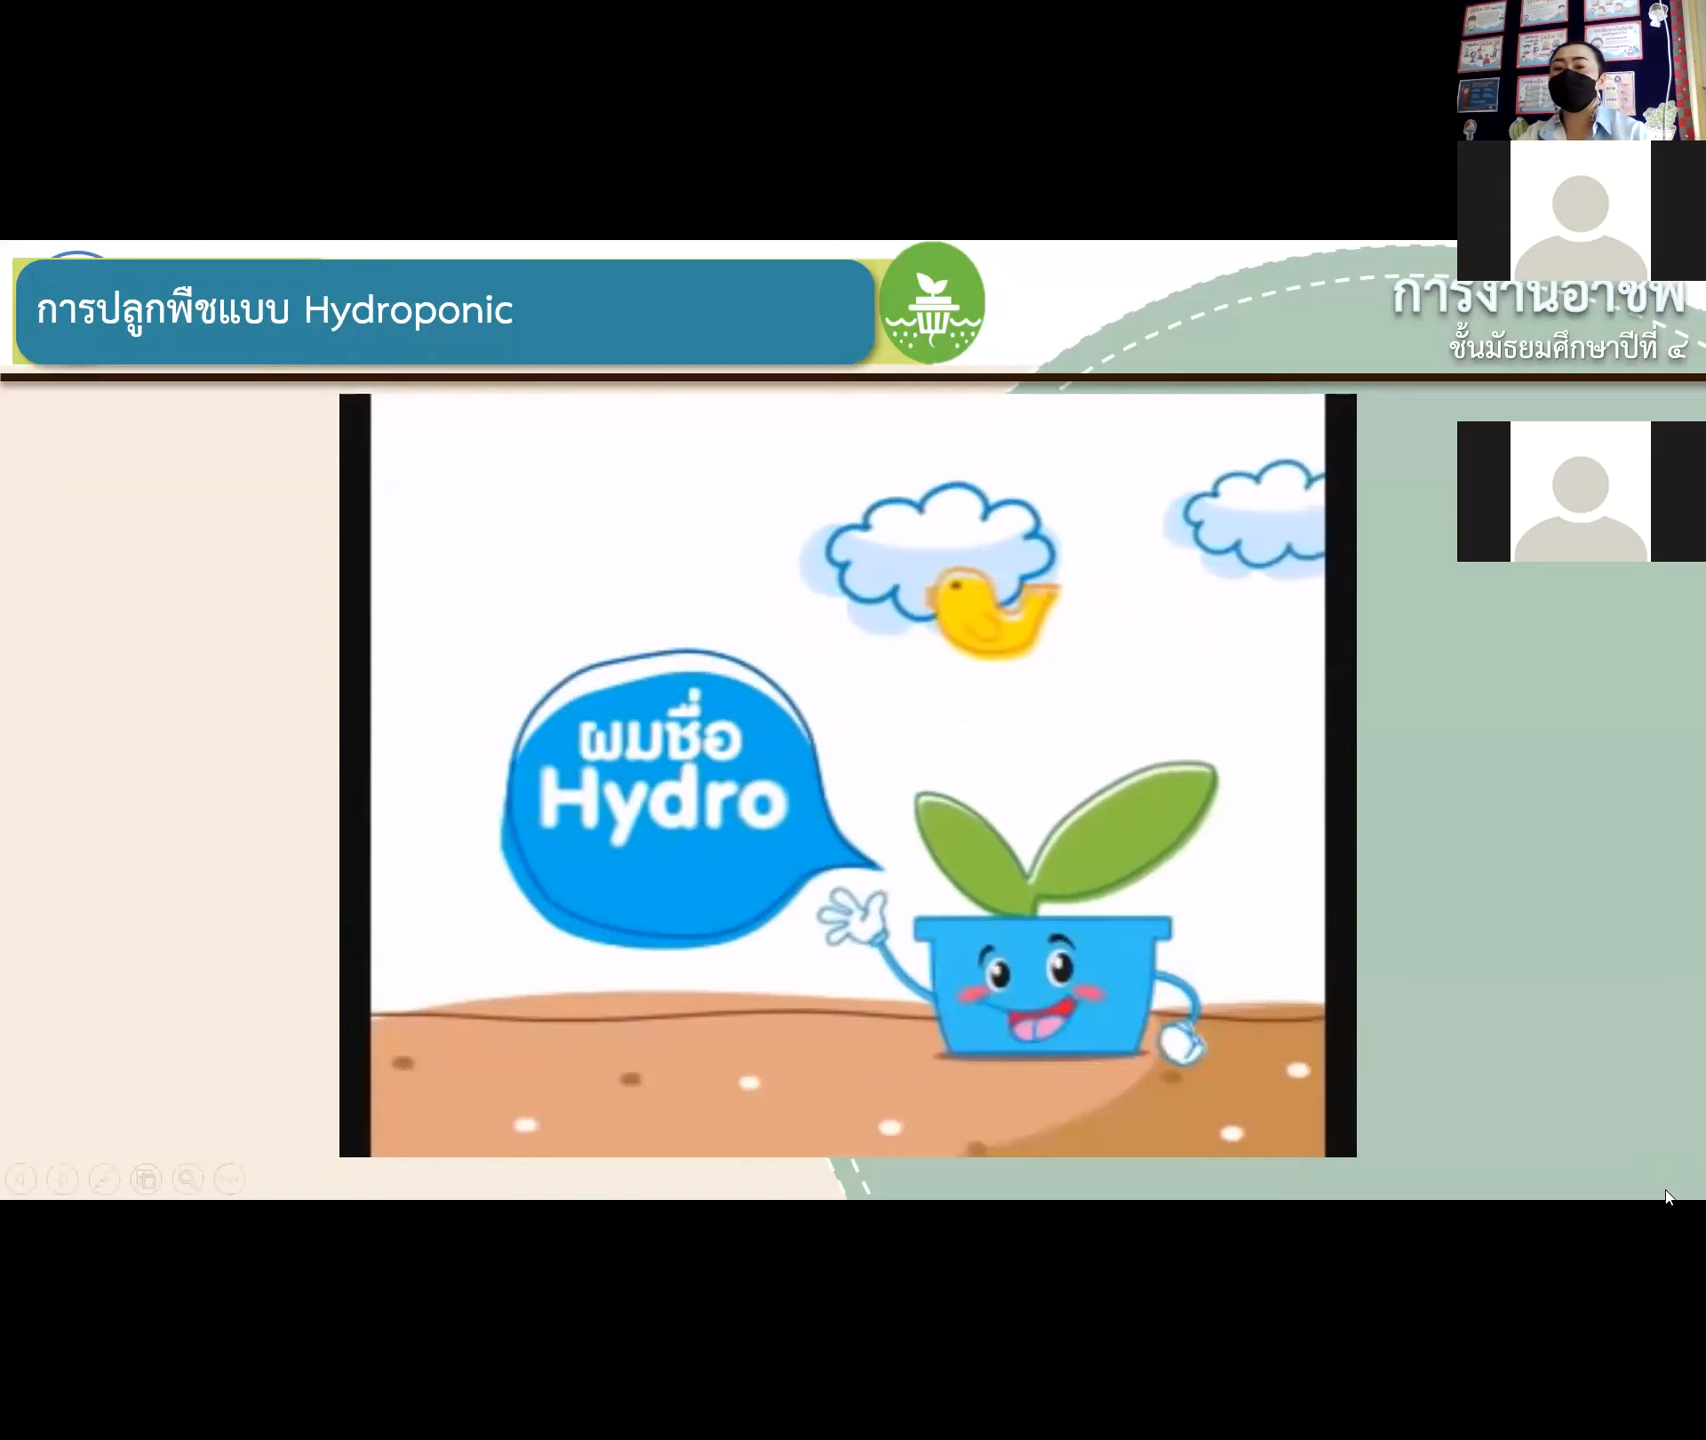 การปลูกพืชแบบ Hydroponic
การงานอาชีพ
ชั้นมัธยมศึกษาปีที่ ๔
ผมชื่อ
Hydro